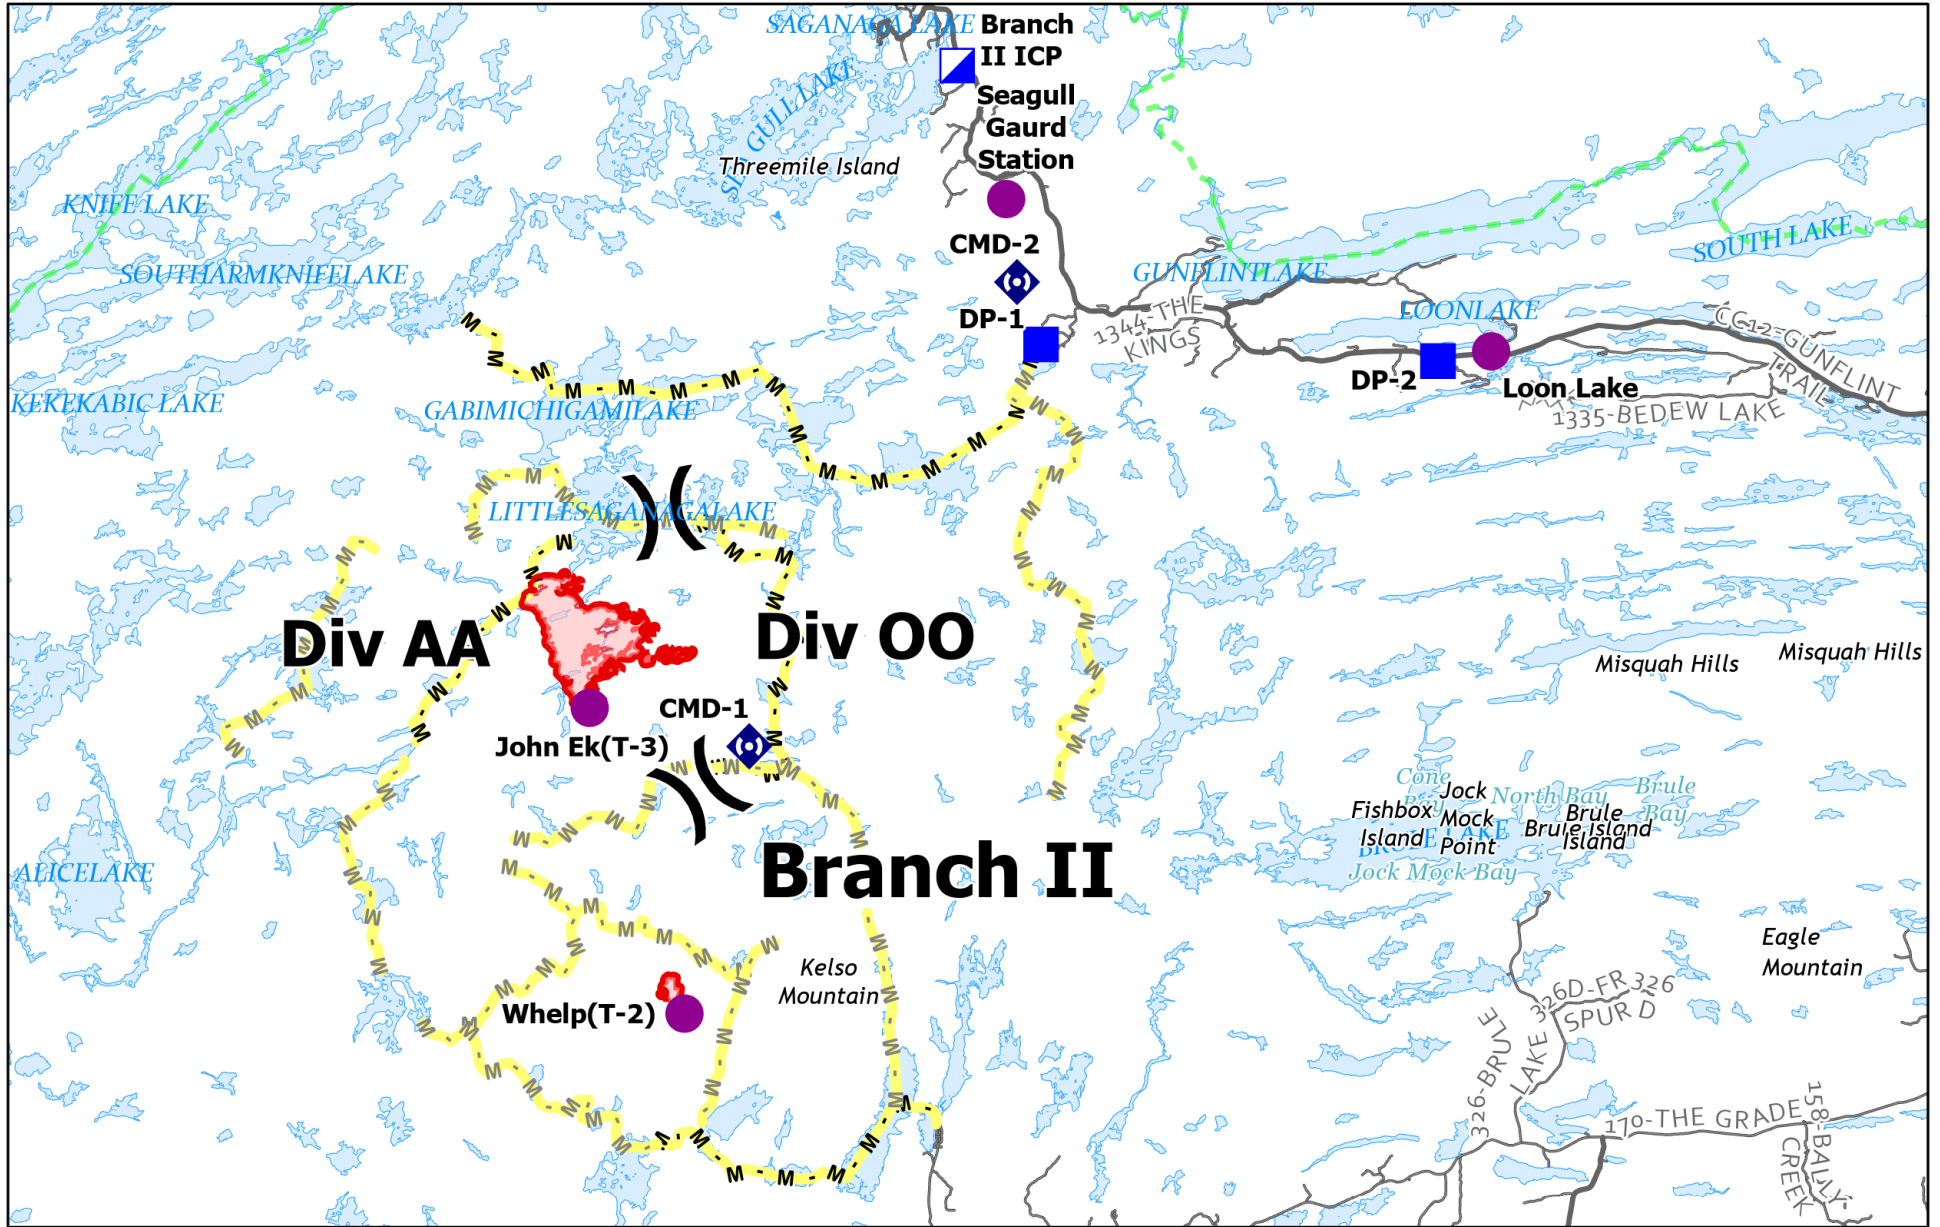 SAGANAGA LAKE
Branch
II ICP
SEA GULL LAKE
Seagull
Gaurd
Station
Threemile Island
KNIFE LAKE
SOUTHARMKNIFELAKE
CMD-2
GUNFLINTLAKE
SOUTH LAKE
DP-1
1344-THE
KINGS
LOONLAKE
CC12-GUNFLINT
TRAIL
DP-2
Loon Lake
1335-BEDEW LAKE
KEKEKABIC LAKE
GABIMICHIGAMILAKE
LITTLESAGANAGALAKE
Div AA
Div OO
Misquah Hills
Misquah Hills
CMD-1
John Ek(T-3)
Cone
Bay
Jock
Mock
Point
North Bay
Brule
Bay
Fishbox
Island
BRULE LAKE
Brule
Island
Brule Island
Jock Mock Bay
ALICELAKE
Branch II
Eagle
Mountain
Kelso
Mountain
Whelp(T-2)
326D-FR 326
SPUR D
326-BRULE
LAKE
170-THE GRADE
158-BALLY
CREEK